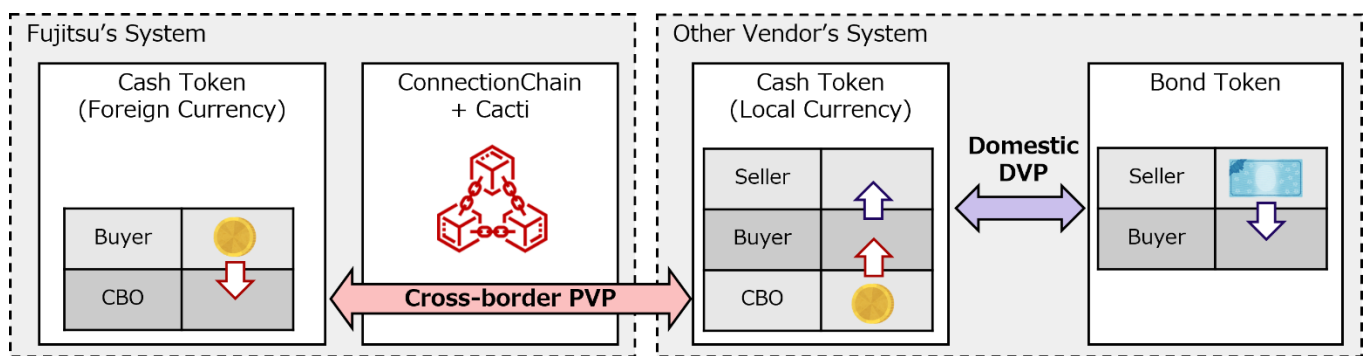 Fujitsu's System
Cash Token
(Foreign Currency)
Buyer
CBO
ConnectionChain
+ Cacti
Cross-border PVP
Other Vendor's System
Cash Token
(Local Currency)
Seller
Buyer
CBO
Domestic
DVP
Bond Token
Seller
Buyer